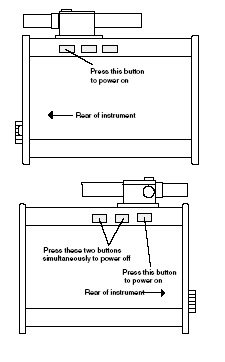 Press this button
to power on
Rear of instrument
Press these two buttons
simultaneously to power off
Press this button
to power on
Rear of instrument